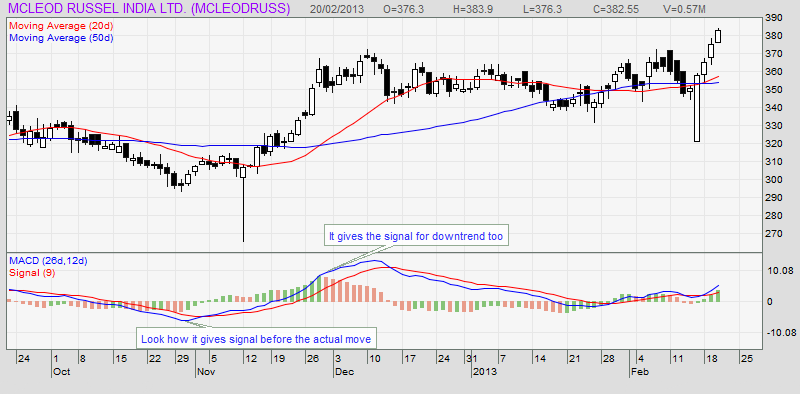 MCLEOD RUSSEL INDIA LTD. (MCLEODRUSS) 20/02/2013 O=376.3 H=383.9 L=376.3 C=382.55 V=0.57M
Moving Average (20d)
Moving Average (50d)
390
380
370
360
350
340
330
320
310
300
290
280
270
It gives the signal for downtrend too
MACD (26d,12d)
Signal (9)
10.08
0
-10.08
Look how it gives signal before the actual move
24 1 8 15 22 29 5 12 19 26 3 10 17 24 31 7 14 21 28 4 11 18 25
Oct Nov Dec 2013 Feb